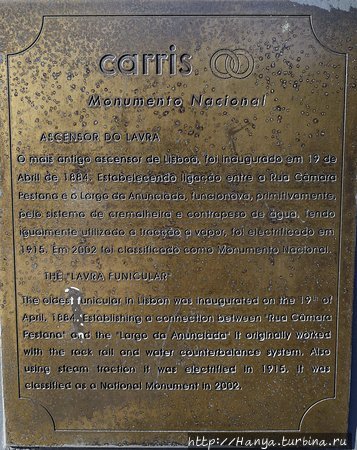 carris
Monumento Nacional
ASCENSOR DO LAVRA
O mais antigo ascensor de Lisboa, foi inaugurado em 19 de
Abril de 1884. Estabelecendo ligação entre a Rua Câmara
Pestana e o Largo da Anunciada, funcionava, primitivamente,
pelo sistema de cremalheira e contrapeso de água. Tendo
igualmente utilizado a tracção a vapor, foi electrificado em
1915. Em 2002 foi classificado como Monumento Nacional.
THE "LAVRA FUNICULAR"
The oldest funicular in Lisbon was inaugurated on the 19th of
April, 1884. Establishing a connection between "Rua Câmara
Pestana" and the "Largo da Anunciada" it originally worked
with the rack rail and water counterbalance system. Also
using steam traction it was electrified in 1915. It was
classified as a National Monument in 2002.
http://Hanya.turbina.ru/